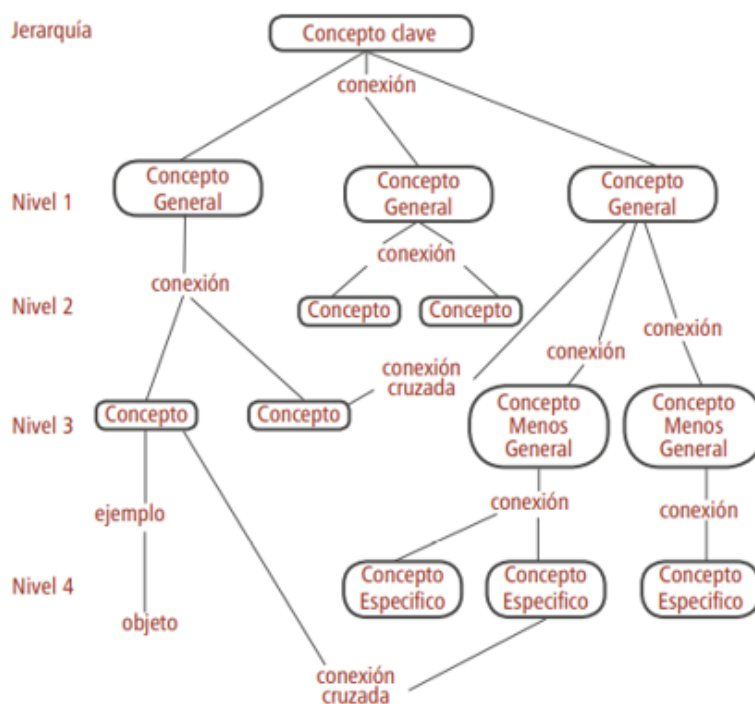 Jerarquía
Concepto clave
conexión
Nivel 1
Concepto
General
Concepto
General
Concepto
General
conexión
conexión
Nivel 2
Concepto
Concepto
conexión
conexión
conexión
cruzada
Nivel 3
Concepto
Concepto
Concepto
Menos
General
Concepto
Menos
General
ejemplo
conexión
conexión
Nivel 4
Concepto
Especifico
Concepto
Especifico
Concepto
Especifico
objeto
conexión
cruzada